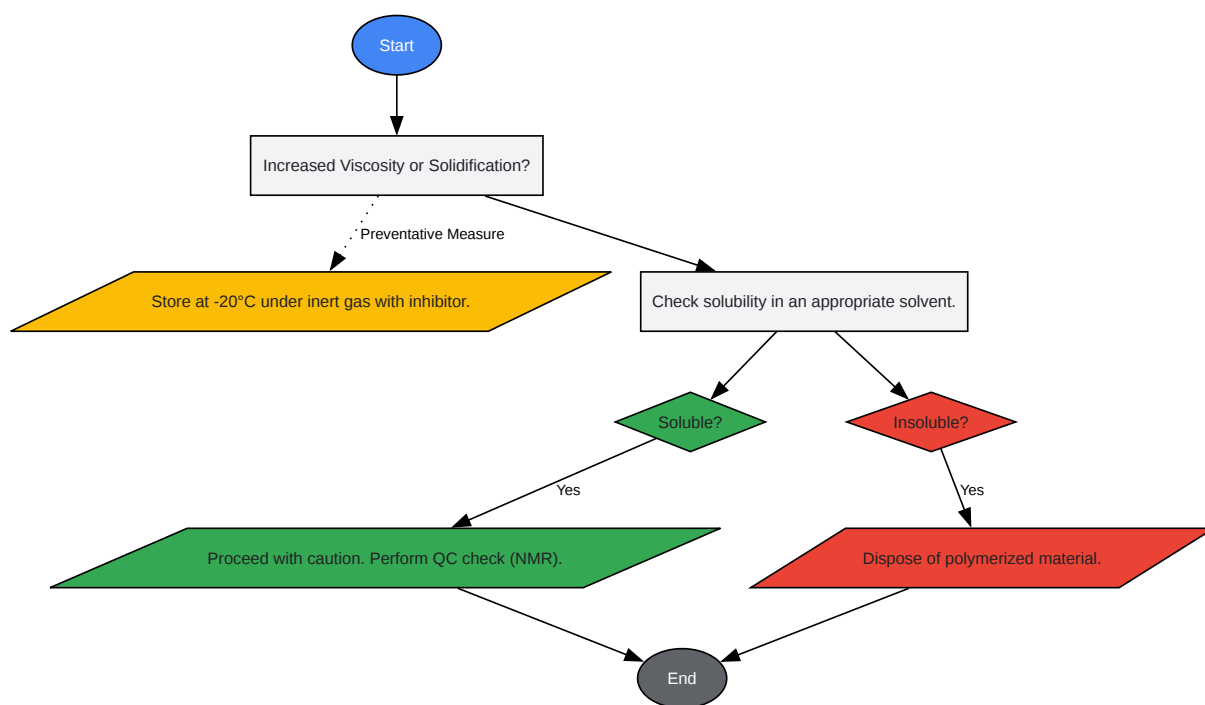 Start
Increased Viscosity or Solidification?
Preventative Measure
Store at -20°C under inert gas with inhibitor.
Check solubility in an appropriate solvent.
Soluble?
Insoluble?
Yes
Yes
Proceed with caution. Perform QC check (NMR).
Dispose of polymerized material.
End